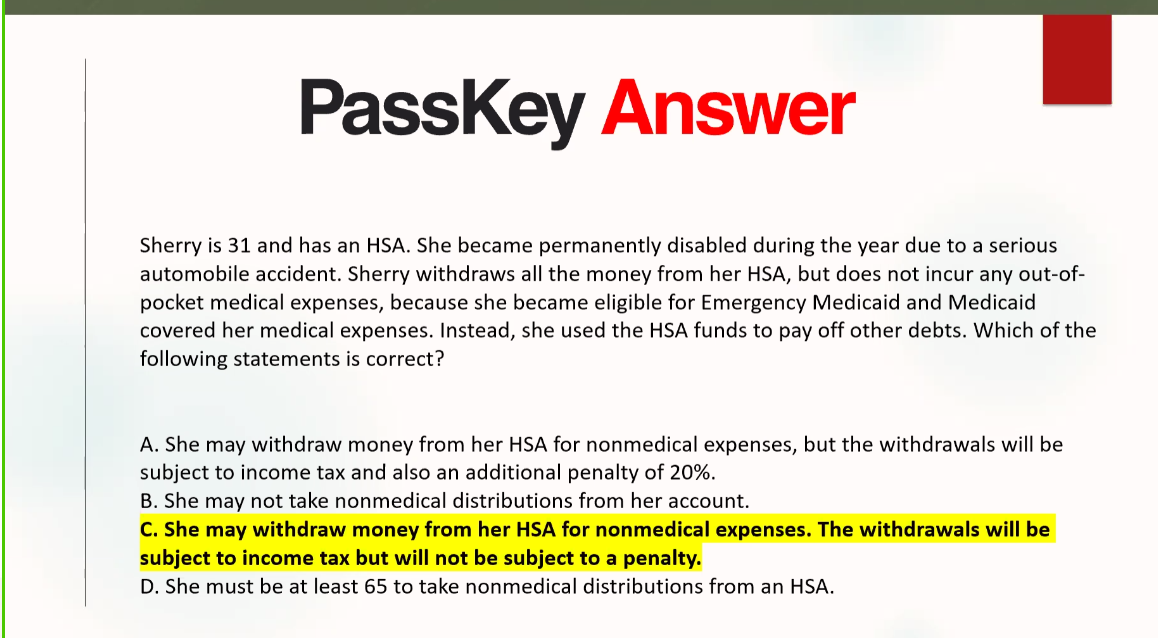 PassKey Answer
Sherry is 31 and has an HSA. She became permanently disabled during the year due to a serious
automobile accident. Sherry withdraws all the money from her HSA, but does not incur any out-of-
pocket medical expenses, because she became eligible for Emergency Medicaid and Medicaid
covered her medical expenses. Instead, she used the HSA funds to pay off other debts. Which of the
following statements is correct?
A. She may withdraw money from her HSA for nonmedical expenses, but the withdrawals will be
subject to income tax and also an additional penalty of 20%.
B. She may not take nonmedical distributions from her account.
C. She may withdraw money from her HSA for nonmedical expenses. The withdrawals will be
subject to income tax but will not be subject to a penalty.
D. She must be at least 65 to take nonmedical distributions from an HSA.